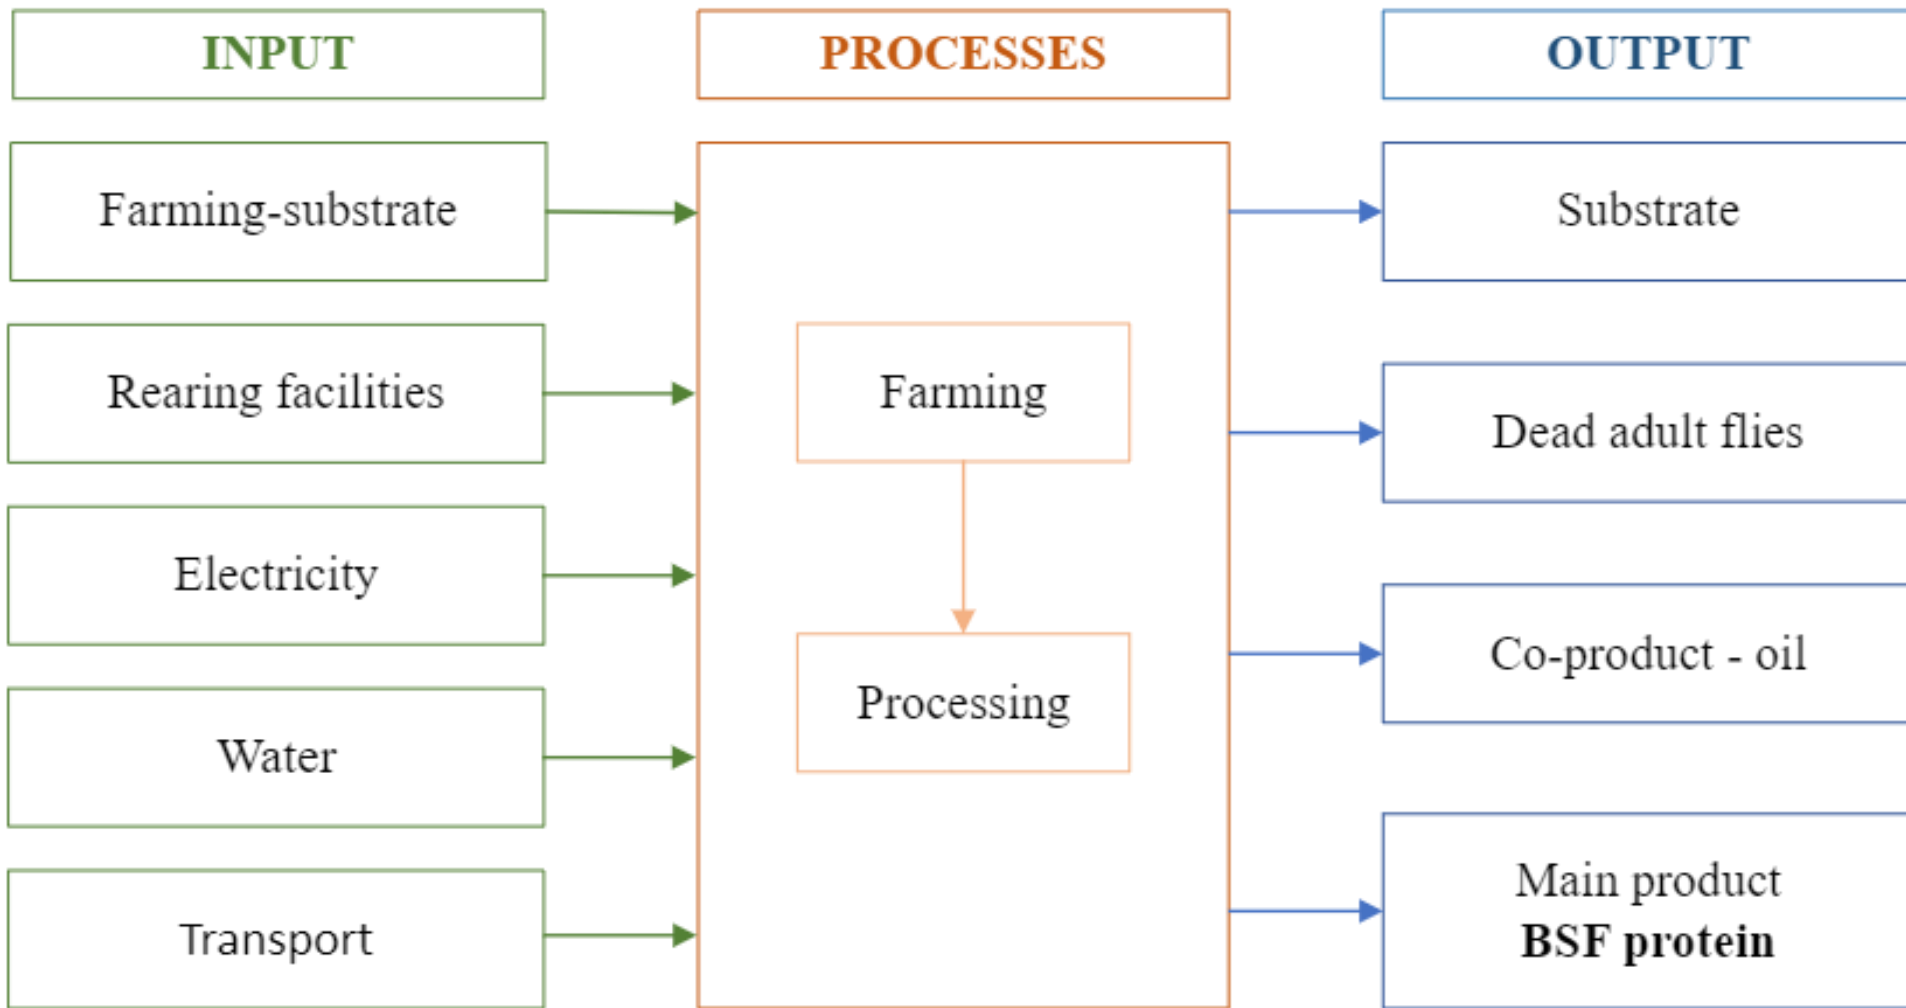 INPUT
PROCESSES
OUTPUT
Farming-substrate
Rearing facilities
Electricity
Water
Transport
Farming
Processing
Substrate
Dead adult flies
Co-product - oil
Main product
BSF protein